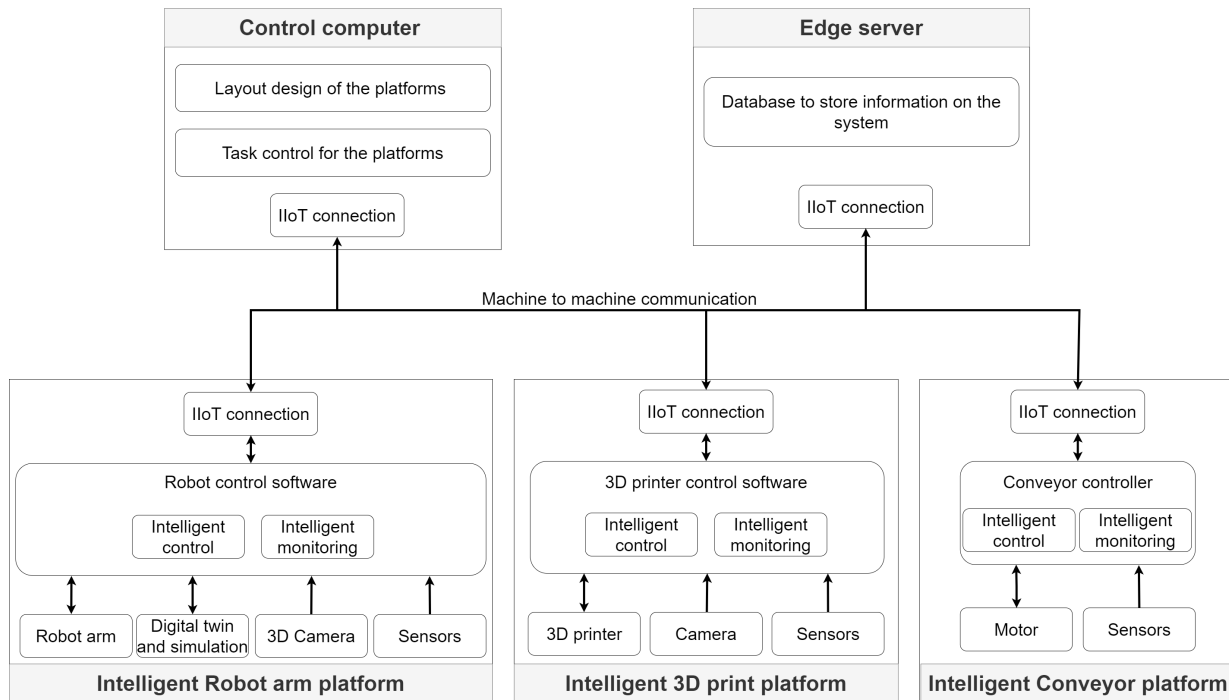 Control computer
Layout design of the platforms
Task control for the platforms
IIoT connection
Edge server
Database to store information on the
system
IIoT connection
Machine to machine communication
IIoT connection
Robot control software
Intelligent
control
Intelligent
monitoring
Robot arm
Digital twin
and simulation
3D Camera
Sensors
Intelligent Robot arm platform
IIoT connection
3D printer control software
Intelligent
control
Intelligent
monitoring
3D printer
Camera
Sensors
Intelligent 3D print platform
IIoT connection
Conveyor controller
Intelligent
control
Intelligent
monitoring
Motor
Sensors
Intelligent Conveyor platform